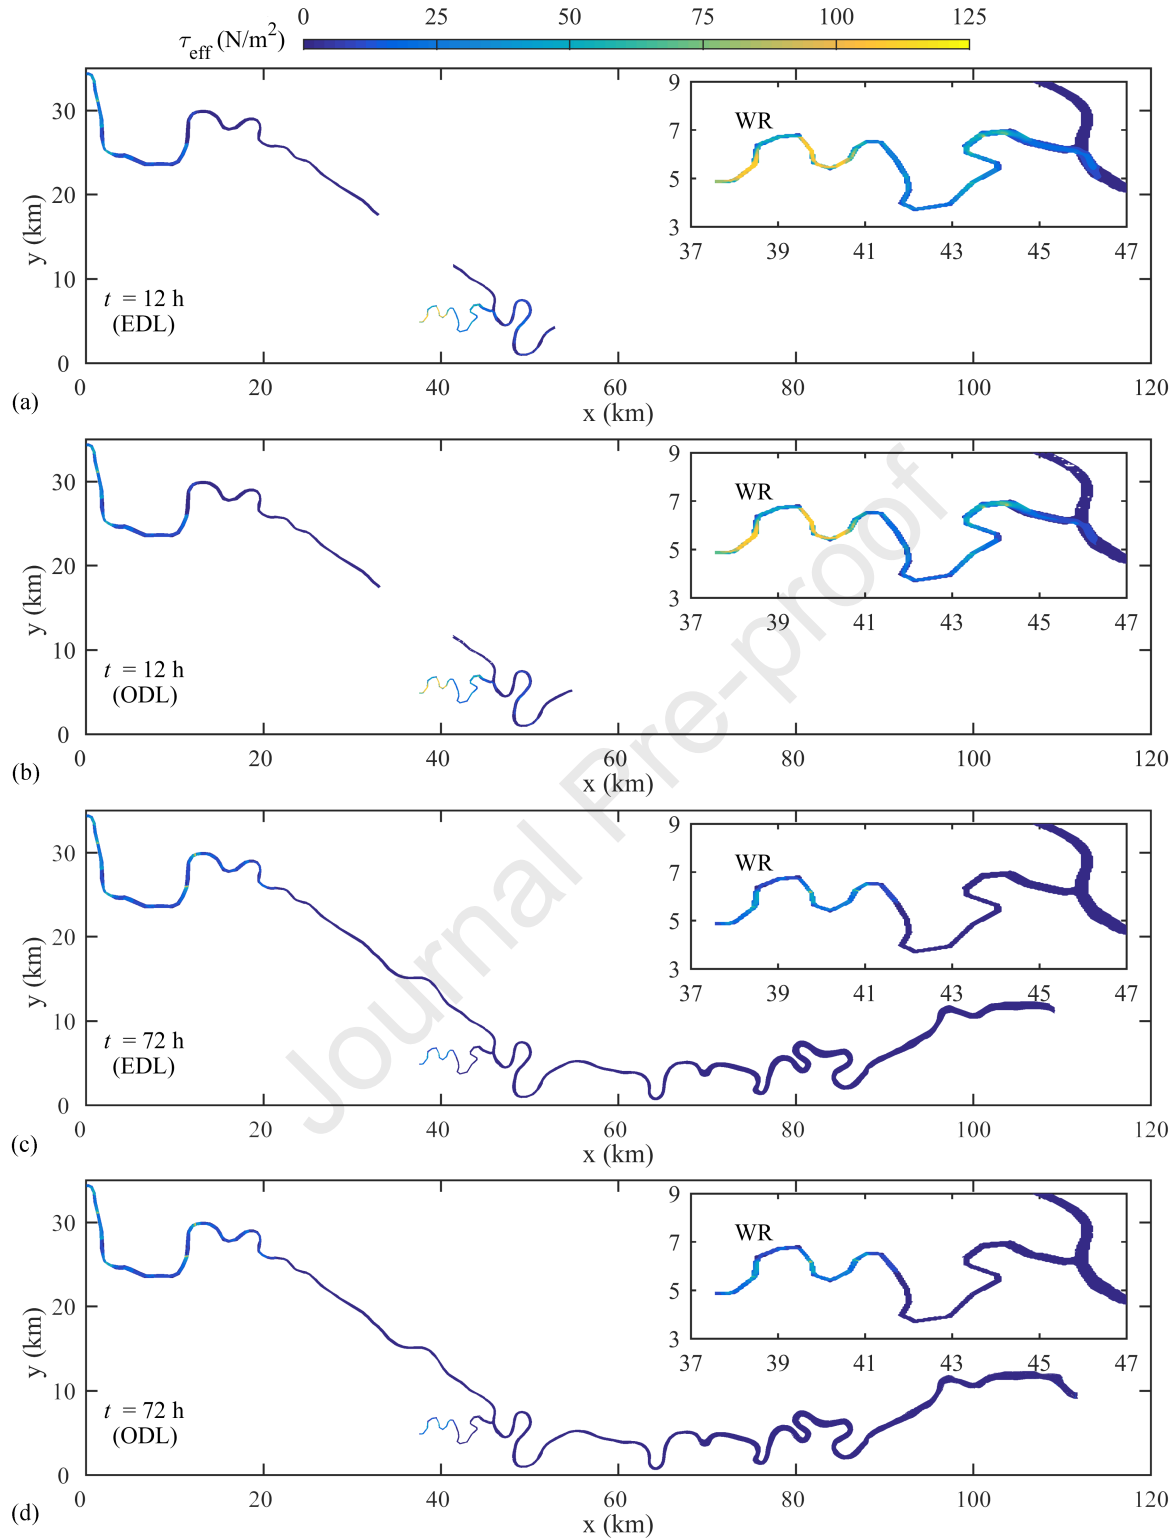 0 25 50 75 100 125
τeff (N/m²)
30
20
10
0
y (km)
WR
9
7
5
3
37 39 41 43 45 47
t = 12 h
(EDL)
0 20 40 60 80 100 120
x (km)
(a)
30
20
10
0
y (km)
WR
9
7
5
3
37 39 41 43 45 47
t = 12 h
(ODL)
0 20 40 60 80 100 120
x (km)
(b)
30
20
10
0
y (km)
WR
9
7
5
3
37 39 41 43 45 47
t = 72 h
(EDL)
0 20 40 60 80 100 120
x (km)
(c)
30
20
10
0
y (km)
WR
9
7
5
3
37 39 41 43 45 47
t = 72 h
(ODL)
0 20 40 60 80 100 120
x (km)
(d)
Journal Pre-proof